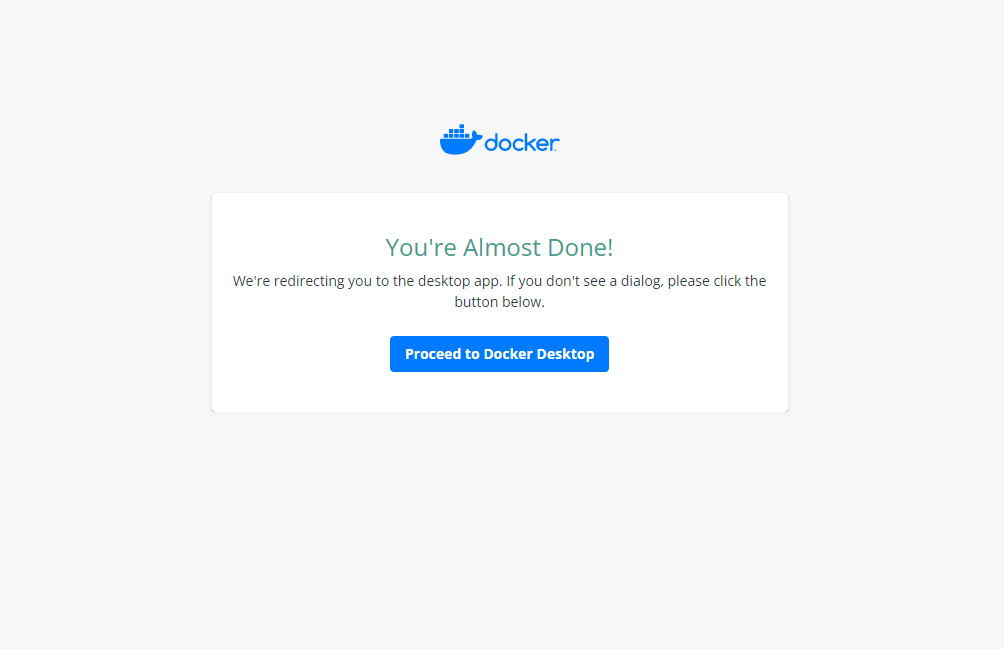 docker
You're Almost Done!
We're redirecting you to the desktop app. If you don't see a dialog, please click the
button below.
Proceed to Docker Desktop